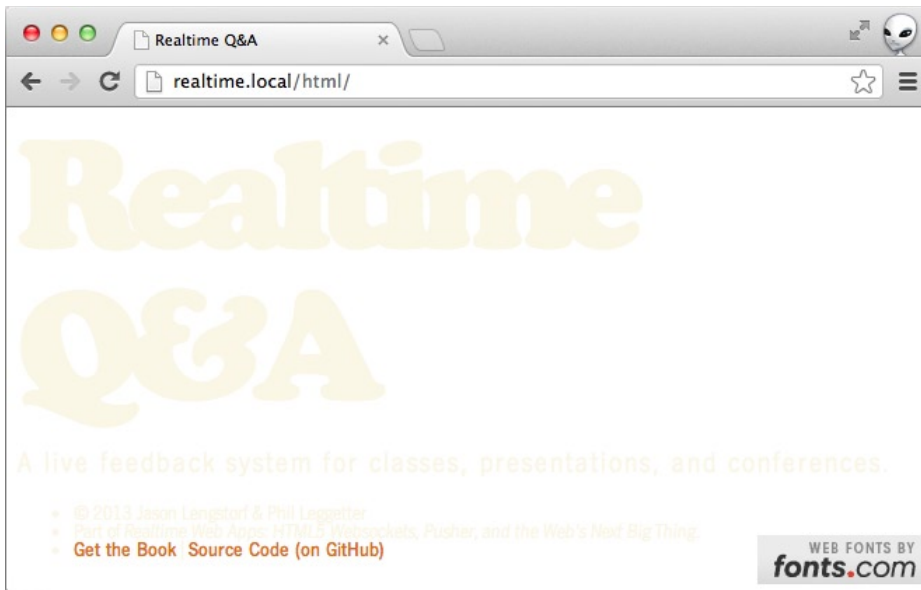 Realtime Q&A
realtime.local/html/
Realtime
Q&A
A live feedback system for classes, presentations, and conferences.
© 2013 Jason Lengstorf & Phil Leggetter
Part of Realtime Web Apps: HTML5 Websockets, Pusher, and the Web's Next Big Thing.
Get the Book | Source Code (on GitHub)
WEB FONTS BY
fonts.com